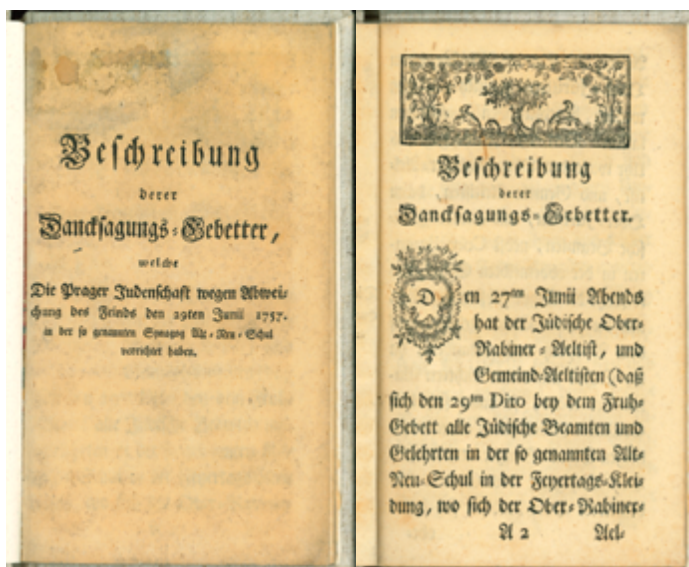 Beſchreibung
derer
Danckſagungs-Gebetter,
welche
Die Prager Judenſchaft wegen Abwei-
chung des Feinds den 29ten Junii 1757.
in der ſo genannten Synagog Alt-Neu-Schul
verrichtet haben.
Beſchreibung
derer
Danckſagungs-Gebetter.
Den 27ten Junii Abends
hat der Jüdiſche Ober-
Rabiner-Aeltiſt, und
Gemeind-Aeltiſten (daß
ſich den 29ten Dito bey dem Fruh-
Gebett alle Jüdiſche Beamten und
Gelehrten in der ſo genannten Alt-
Neu-Schul in der Feyertags-Klei-
dung, wo ſich der Ober-Rabiner-
A 2 Ael-